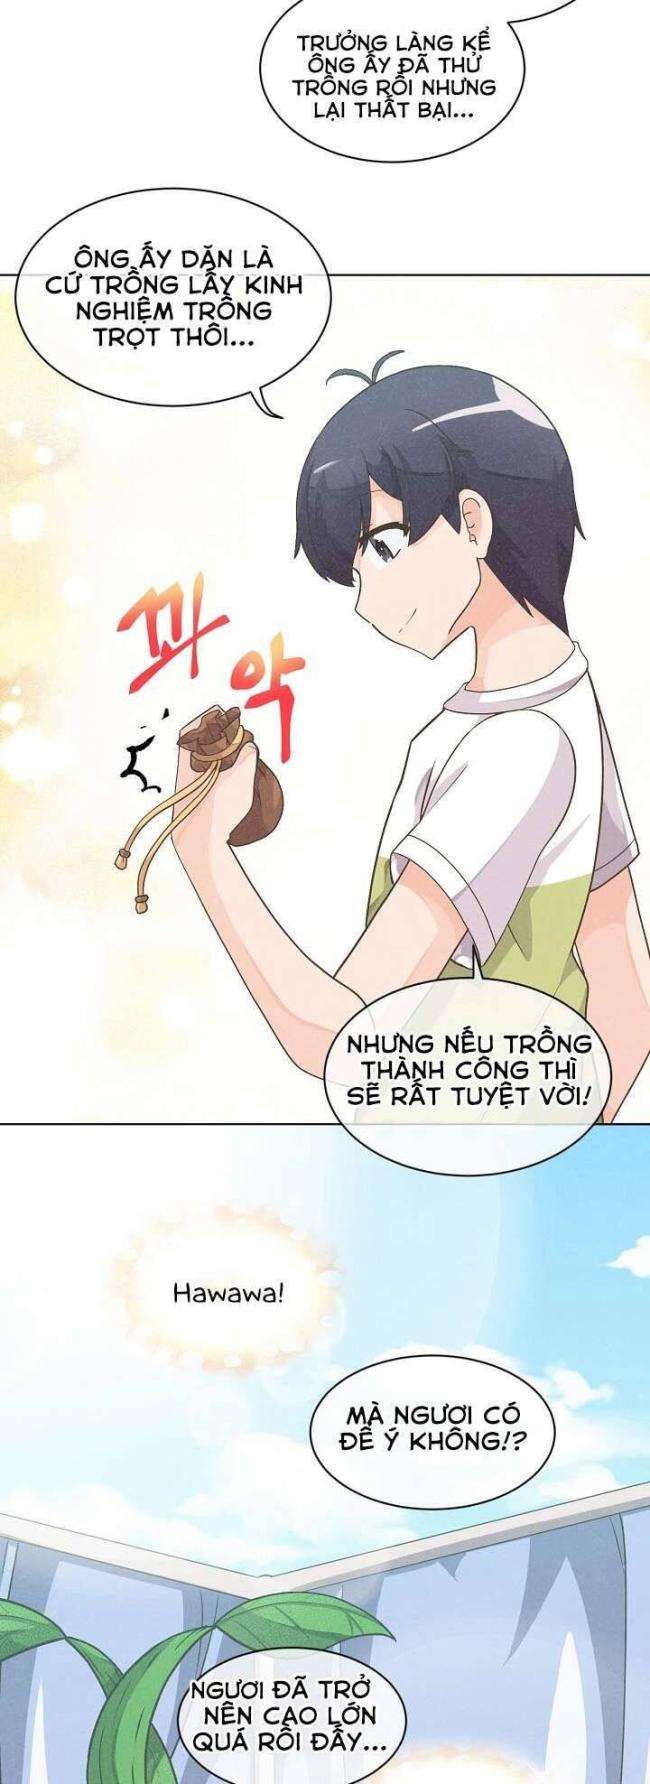 TRƯỞNG LÀNG KỂ
ÔNG ẤY ĐÃ THỬ
TRỒNG RỒI NHƯNG
LẠI THẤT BẠI...
ÔNG ẤY DẶN LÀ
CỨ TRỒNG LẤY KINH
NGHIỆM TRỒNG
TRỌT THÔI...
꽈
악
NHƯNG NẾU TRỒNG
THÀNH CÔNG THÌ
SẼ RẤT TUYỆT VỜI!
Hawawa!
MÀ NGƯƠI CÓ
ĐỂ Ý KHÔNG!?
NGƯƠI ĐÃ TRỞ
NÊN CAO LỚN
QUÁ RỒI ĐẤY...